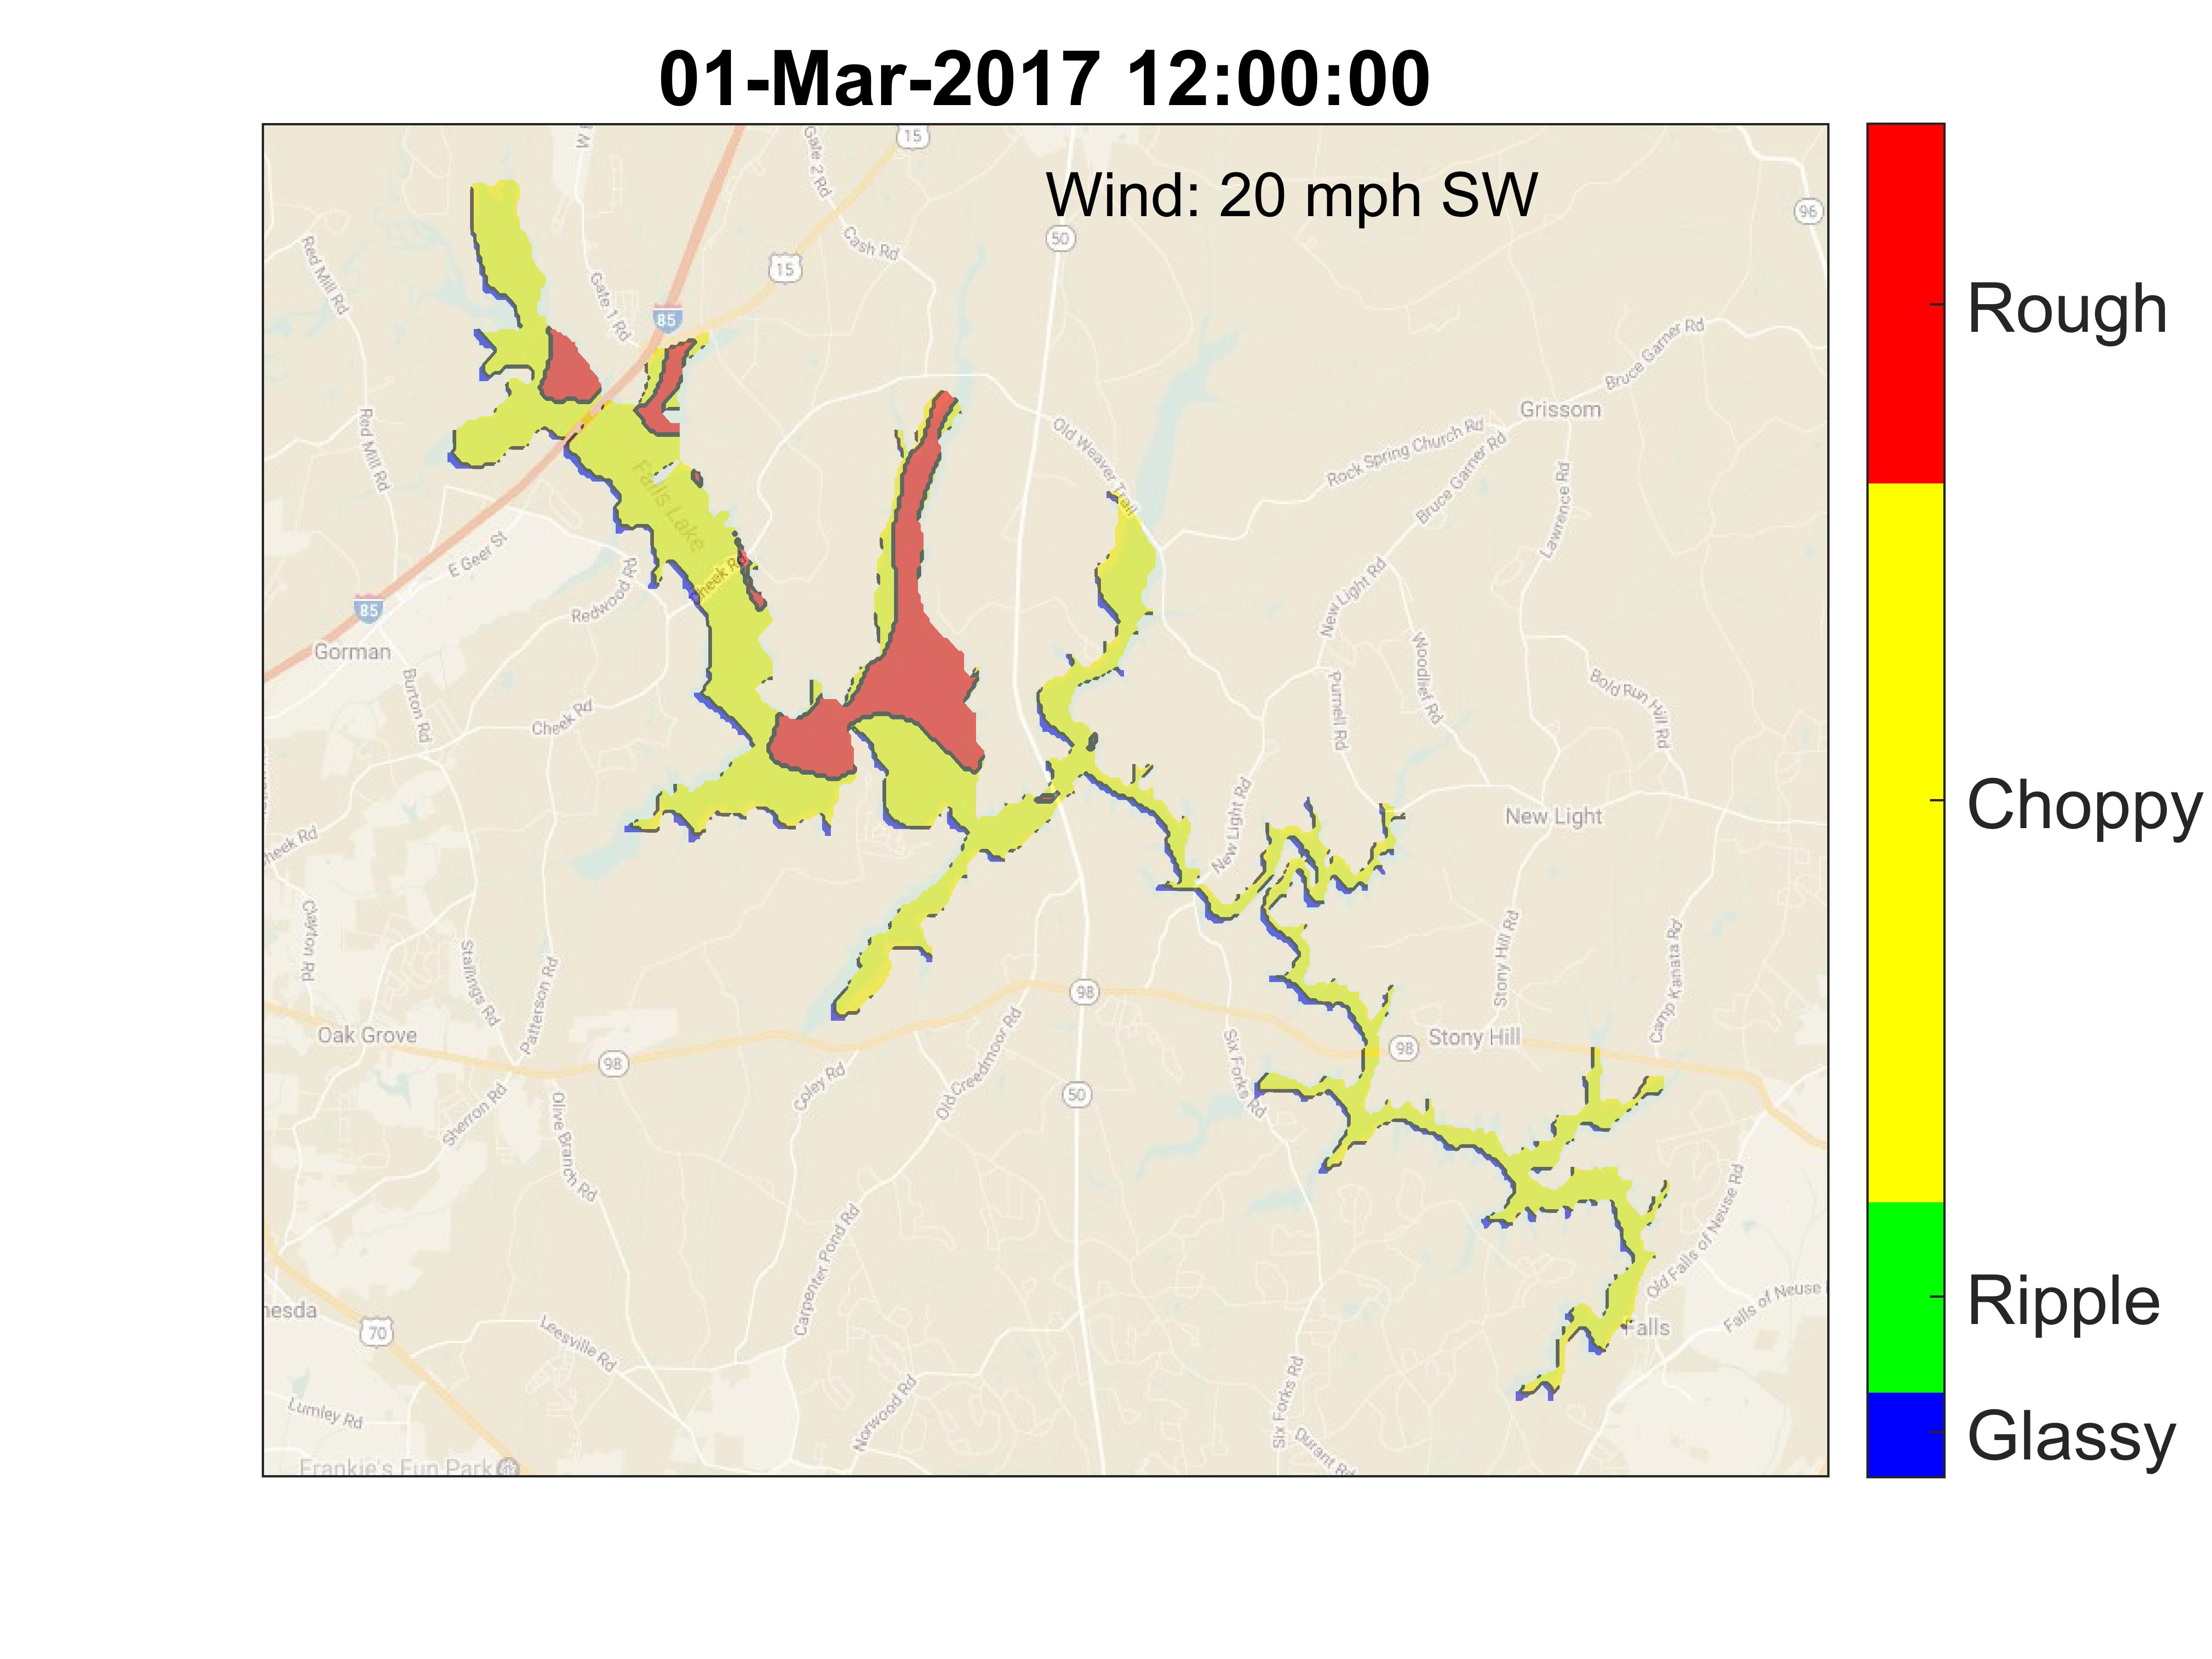 01-Mar-2017 12:00:00
Wind: 20 mph SW
Rough
Choppy
Ripple
Glassy
15
Gate 2 Rd
Cash Rd
50
96
Red Mill Rd
Gate 1 Rd
15
85
Bruce Garner Rd
Grissom
Old Weaver Trail
Rock Spring Church Rd
Bruce Garner Rd
Red Mill Rd
Falls Lake
Lawrence Rd
E Geer St
Cheek Rd
Redwood Rd
85
New Light Rd
Gorman
Burton Rd
Cheek Rd
Purnell Rd
Woodlief Rd
Bold Run Hill Rd
New Light Rd
New Light
Cheek Rd
Clayton Rd
Stallings Rd
Patterson Rd
Stony Hill Rd
Camp Kanata Rd
98
Oak Grove
98
Stony Hill
98
Coley Rd
Old Creedmoor Rd
50
Six Forks Rd
Sherron Rd
Olive Branch Rd
Carpenter Pond Rd
Old Falls of Neuse Rd
Falls of Neuse
Falls
nesda
70
Leesville Rd
Lumley Rd
Norwood Rd
Six Forks Rd
Durant Rd
Frankie's Fun Park